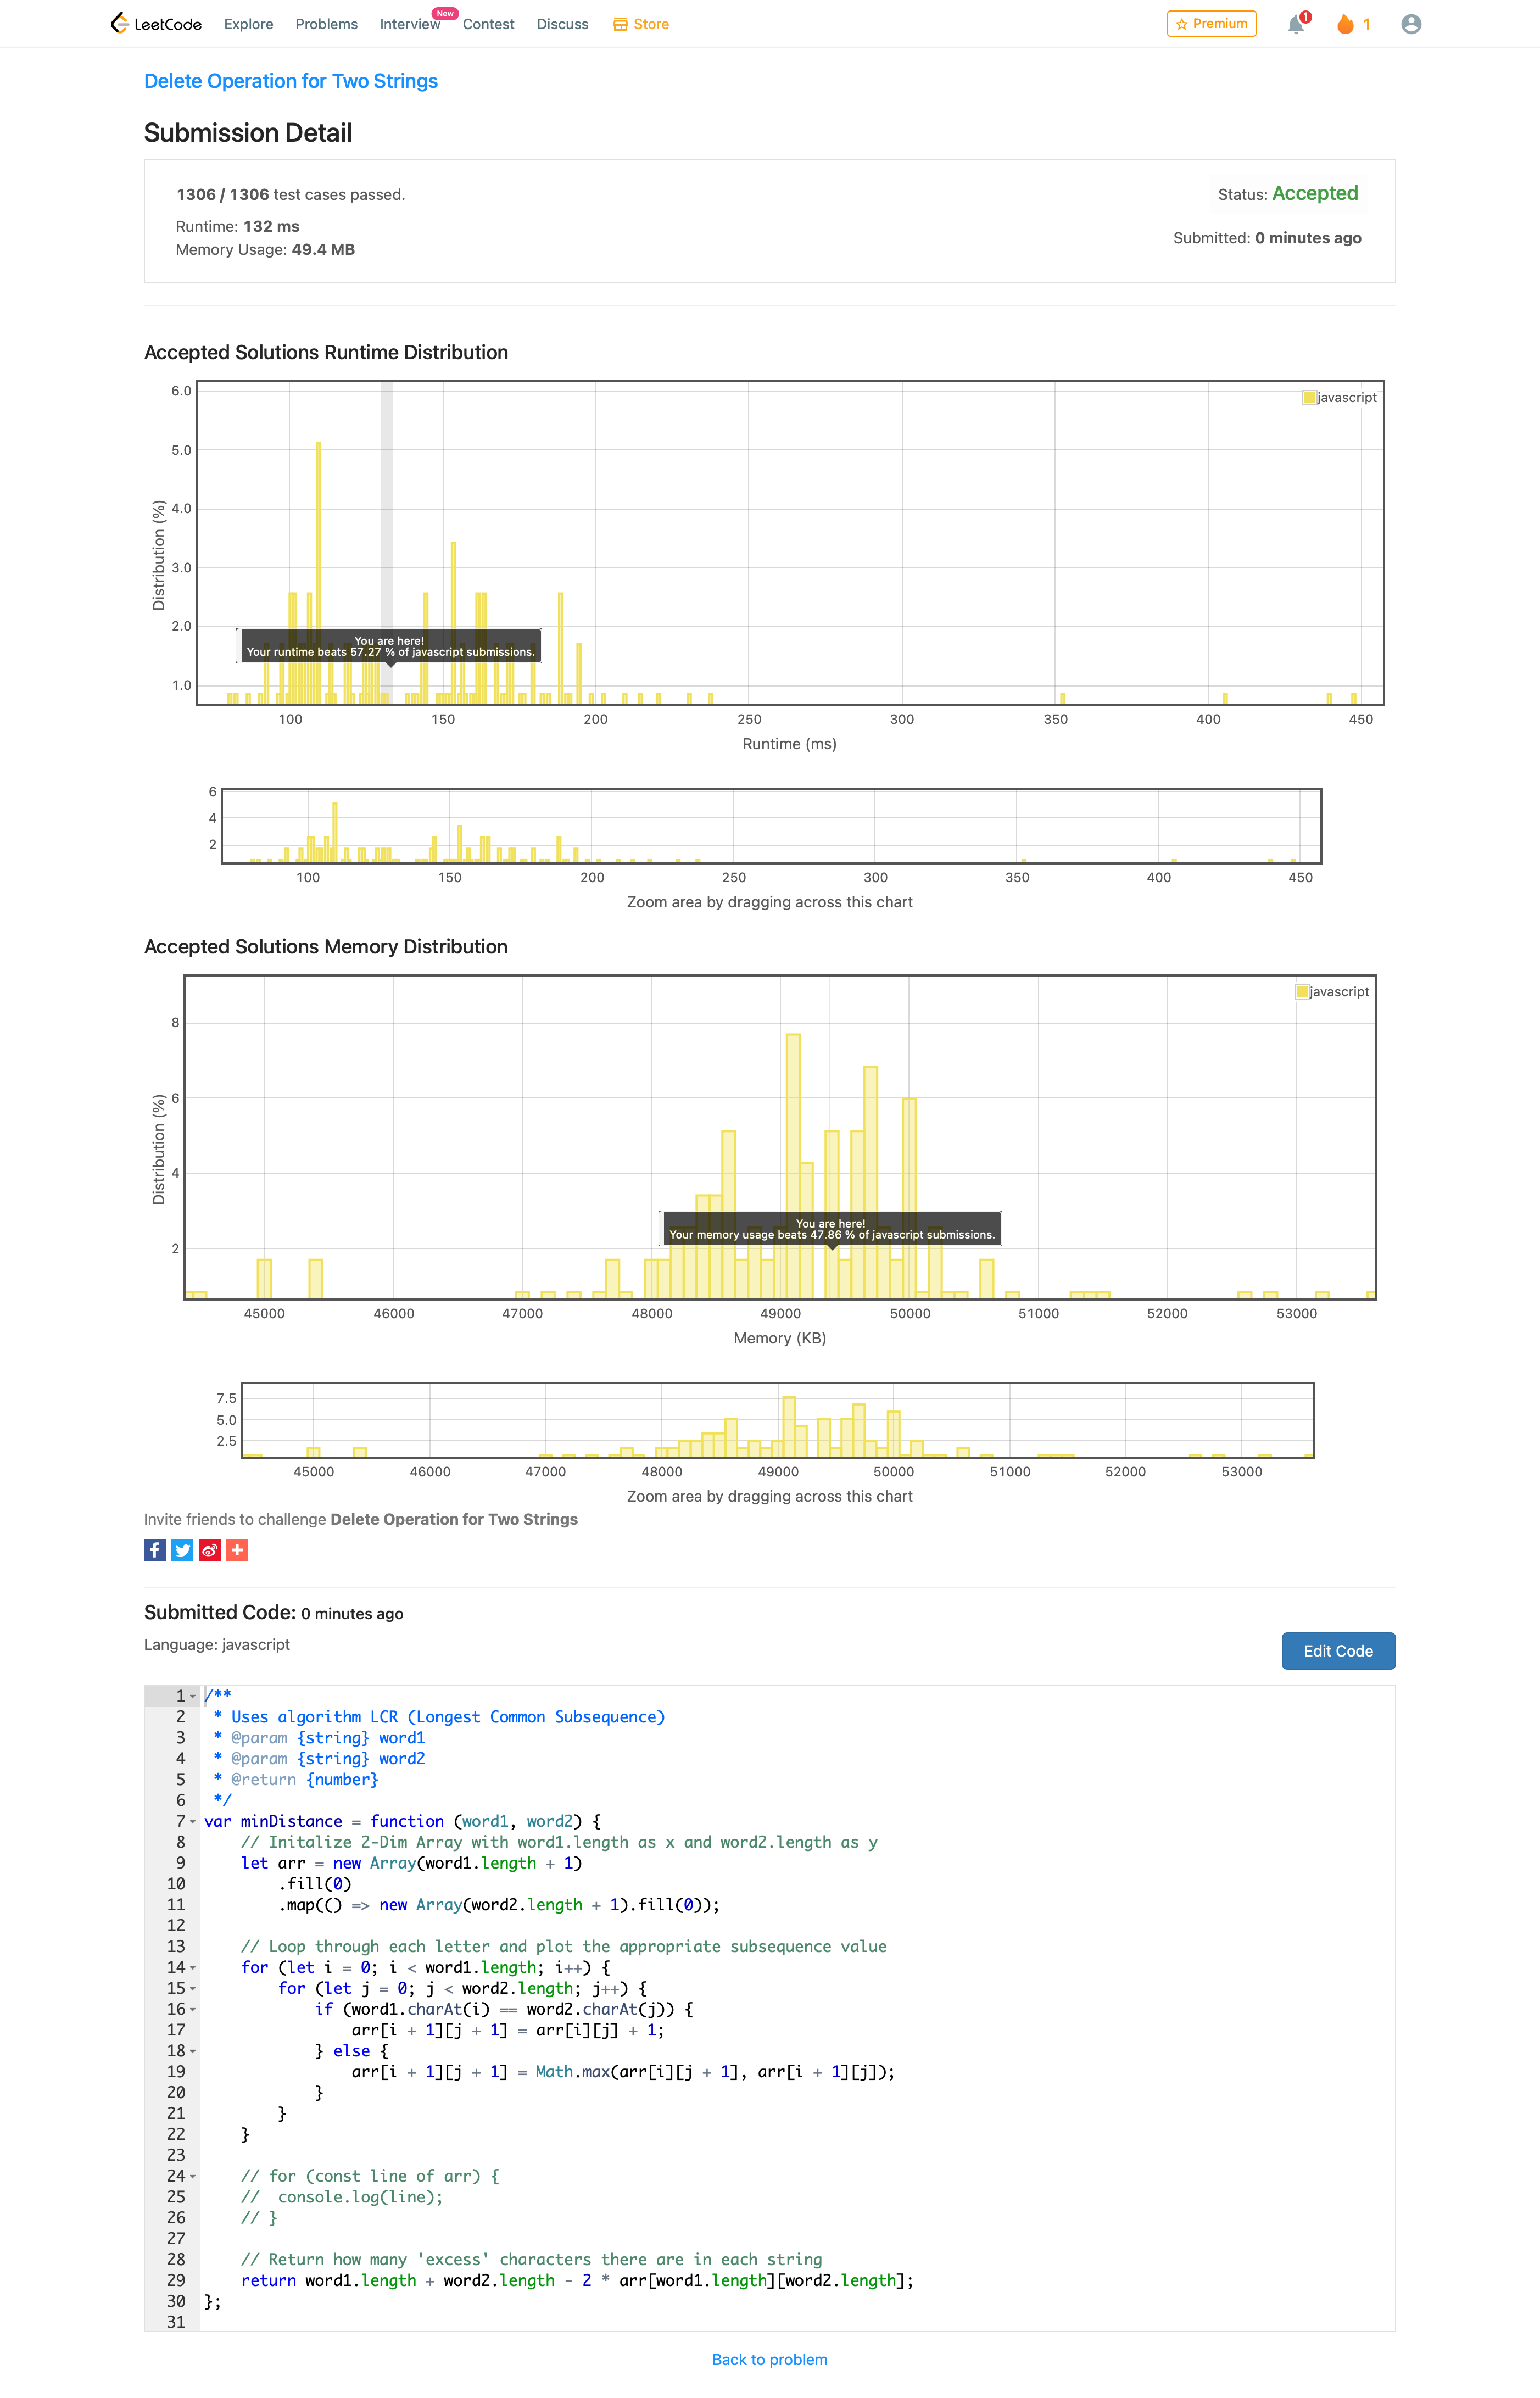 LeetCode Explore Problems Interview New Contest Discuss Store Premium 1 1
Delete Operation for Two Strings
Submission Detail
1306 / 1306 test cases passed.
Status: Accepted
Runtime: 132 ms
Submitted: 0 minutes ago
Memory Usage: 49.4 MB
Accepted Solutions Runtime Distribution
6.0
5.0
4.0
3.0
2.0
1.0
Distribution (%)
javascript
You are here!
Your runtime beats 57.27 % of javascript submissions.
100 150 200 250 300 350 400 450
Runtime (ms)
6
4
2
100 150 200 250 300 350 400 450
Zoom area by dragging across this chart
Accepted Solutions Memory Distribution
8
6
4
2
Distribution (%)
javascript
You are here!
Your memory usage beats 47.86 % of javascript submissions.
45000 46000 47000 48000 49000 50000 51000 52000 53000
Memory (KB)
7.5
5.0
2.5
45000 46000 47000 48000 49000 50000 51000 52000 53000
Zoom area by dragging across this chart
Invite friends to challenge Delete Operation for Two Strings
Submitted Code: 0 minutes ago
Language: javascript
Edit Code
1 /**
2  * Uses algorithm LCR (Longest Common Subsequence)
3  * @param {string} word1
4  * @param {string} word2
5  * @return {number}
6  */
7 var minDistance = function (word1, word2) {
8     // Initalize 2-Dim Array with word1.length as x and word2.length as y
9     let arr = new Array(word1.length + 1)
10         .fill(0)
11         .map(() => new Array(word2.length + 1).fill(0));
12
13     // Loop through each letter and plot the appropriate subsequence value
14     for (let i = 0; i < word1.length; i++) {
15         for (let j = 0; j < word2.length; j++) {
16             if (word1.charAt(i) == word2.charAt(j)) {
17                 arr[i + 1][j + 1] = arr[i][j] + 1;
18             } else {
19                 arr[i + 1][j + 1] = Math.max(arr[i][j + 1], arr[i + 1][j]);
20             }
21         }
22     }
23
24     // for (const line of arr) {
25     //  console.log(line);
26     // }
27
28     // Return how many 'excess' characters there are in each string
29     return word1.length + word2.length - 2 * arr[word1.length][word2.length];
30 };
31
Back to problem